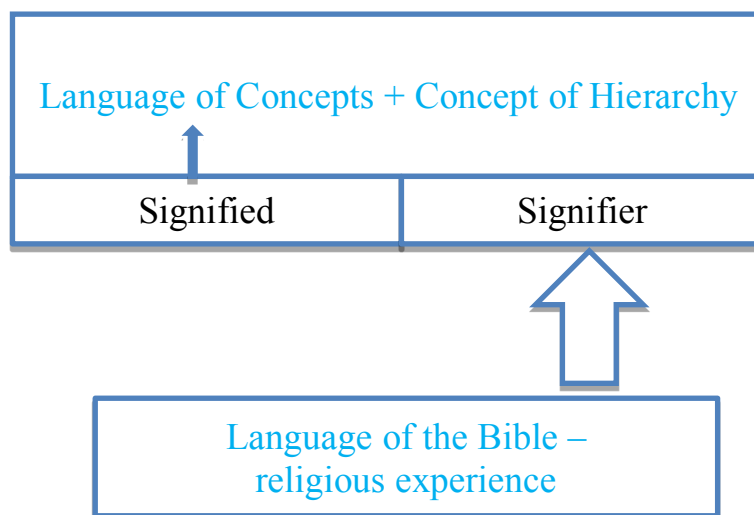 Language of Concepts + Concept of Hierarchy
Signified
Signifier
Language of the Bible –
religious experience